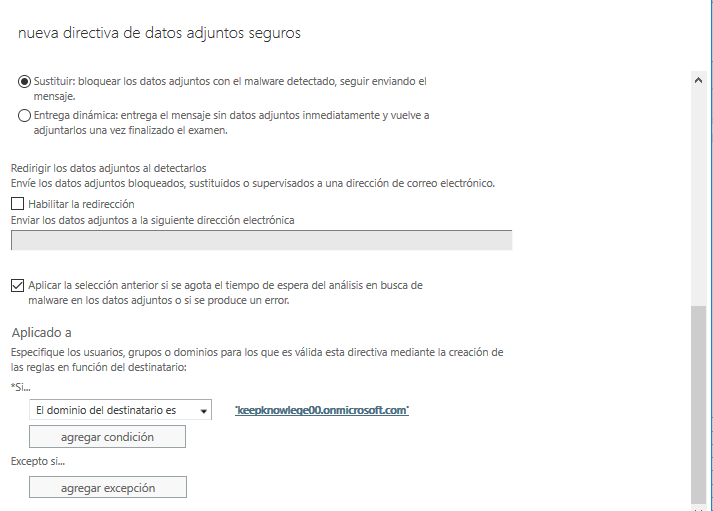 nueva directiva de datos adjuntos seguros
Sustituir: bloquear los datos adjuntos con el malware detectado, seguir enviando el
mensaje.
Entrega dinámica: entrega el mensaje sin datos adjuntos inmediatamente y vuelve a
adjuntarlos una vez finalizado el examen.
Redirigir los datos adjuntos al detectarlos
Envíe los datos adjuntos bloqueados, sustituidos o supervisados a una dirección de correo electrónico.
Habilitar la redirección
Enviar los datos adjuntos a la siguiente dirección electrónica
Aplicar la selección anterior si se agota el tiempo de espera del análisis en busca de
malware en los datos adjuntos o si se produce un error.
Aplicado a
Especifique los usuarios, grupos o dominios para los que es válida esta directiva mediante la creación de
las reglas en función del destinatario:
*Si...
El dominio del destinatario es 'keepknowlege00.onmicrosoft.com'
agregar condición
Excepto si...
agregar excepción